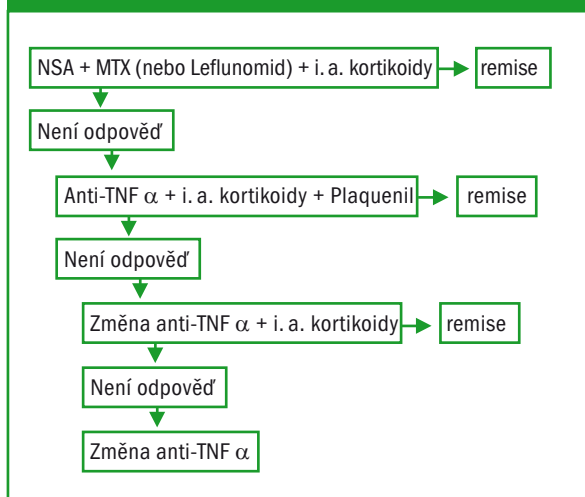 NSA + MTX (nebo Leflunomid) + i. a. kortikoidy remise
Není odpověď
Anti-TNF α + i. a. kortikoidy + Plaquenil remise
Není odpověď
Změna anti-TNF α + i. a. kortikoidy remise
Není odpověď
Změna anti-TNF α